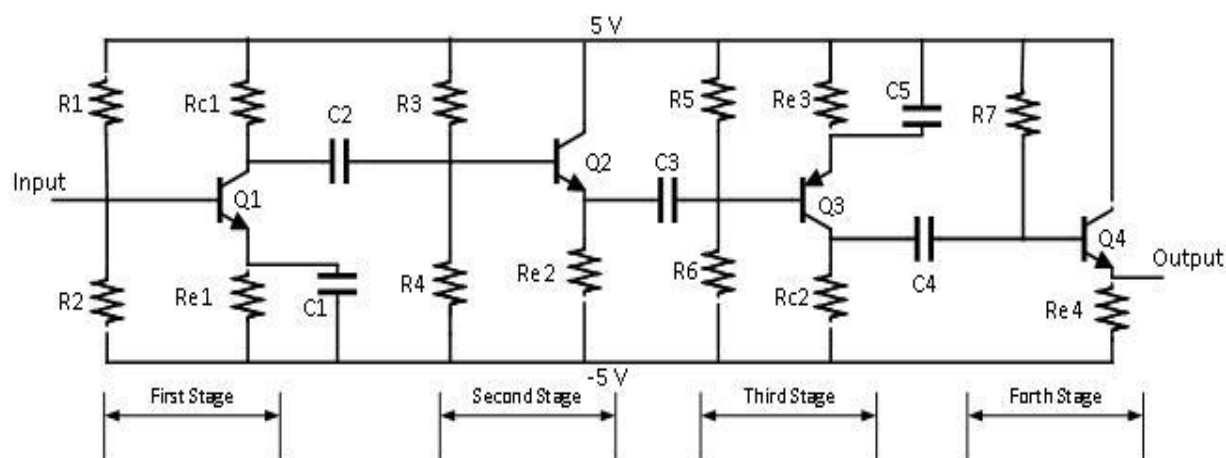 5 V
R1
Rc1
C2
R3
R5
Re3
C5
R7
Input
Q1
Q2
C3
Q3
Q4
Output
R2
Re1
C1
R4
Re2
R6
Rc2
C4
Re4
-5 V
First Stage
Second Stage
Third Stage
Forth Stage